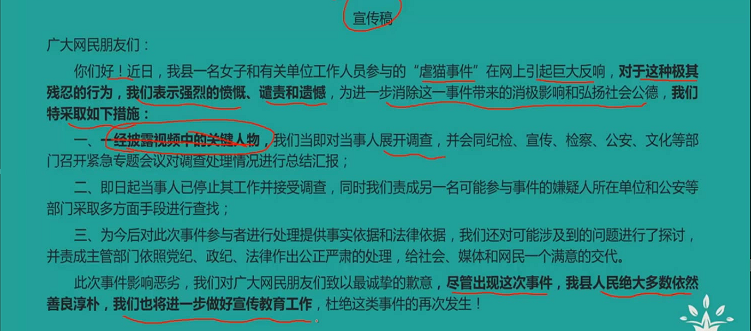 宣传稿
广大网民朋友们：
你们好！近日，我县一名女子和有关单位工作人员参与的“虐猫事件”在网上引起巨大反响，对于这种极其
残忍的行为，我们表示强烈的愤慨、谴责和遗憾，为进一步消除这一事件带来的消极影响和弘扬社会公德，我们
特采取如下措施：
一、一经披露视频中的关键人物，我们当即对当事人展开调查，并会同纪检、宣传、检察、公安、文化等部
门召开紧急专题会议对调查处理情况进行总结汇报；
二、即日起当事人已停止其工作并接受调查，同时我们责成另一名可能参与事件的嫌疑人所在单位和公安等
部门采取多方面手段进行查找；
三、为今后对此次事件参与者进行处理提供事实依据和法律依据，我们还对可能涉及到的问题进行了探讨，
并责成主管部门依照党纪、政纪、法律作出公正严肃的处理，给社会、媒体和网民一个满意的交代。
此次事件影响恶劣，我们对广大网民朋友们致以最诚挚的歉意，尽管出现这次事件，我县人民绝大多数依然
善良淳朴，我们也将进一步做好宣传教育工作，杜绝这类事件的再次发生！